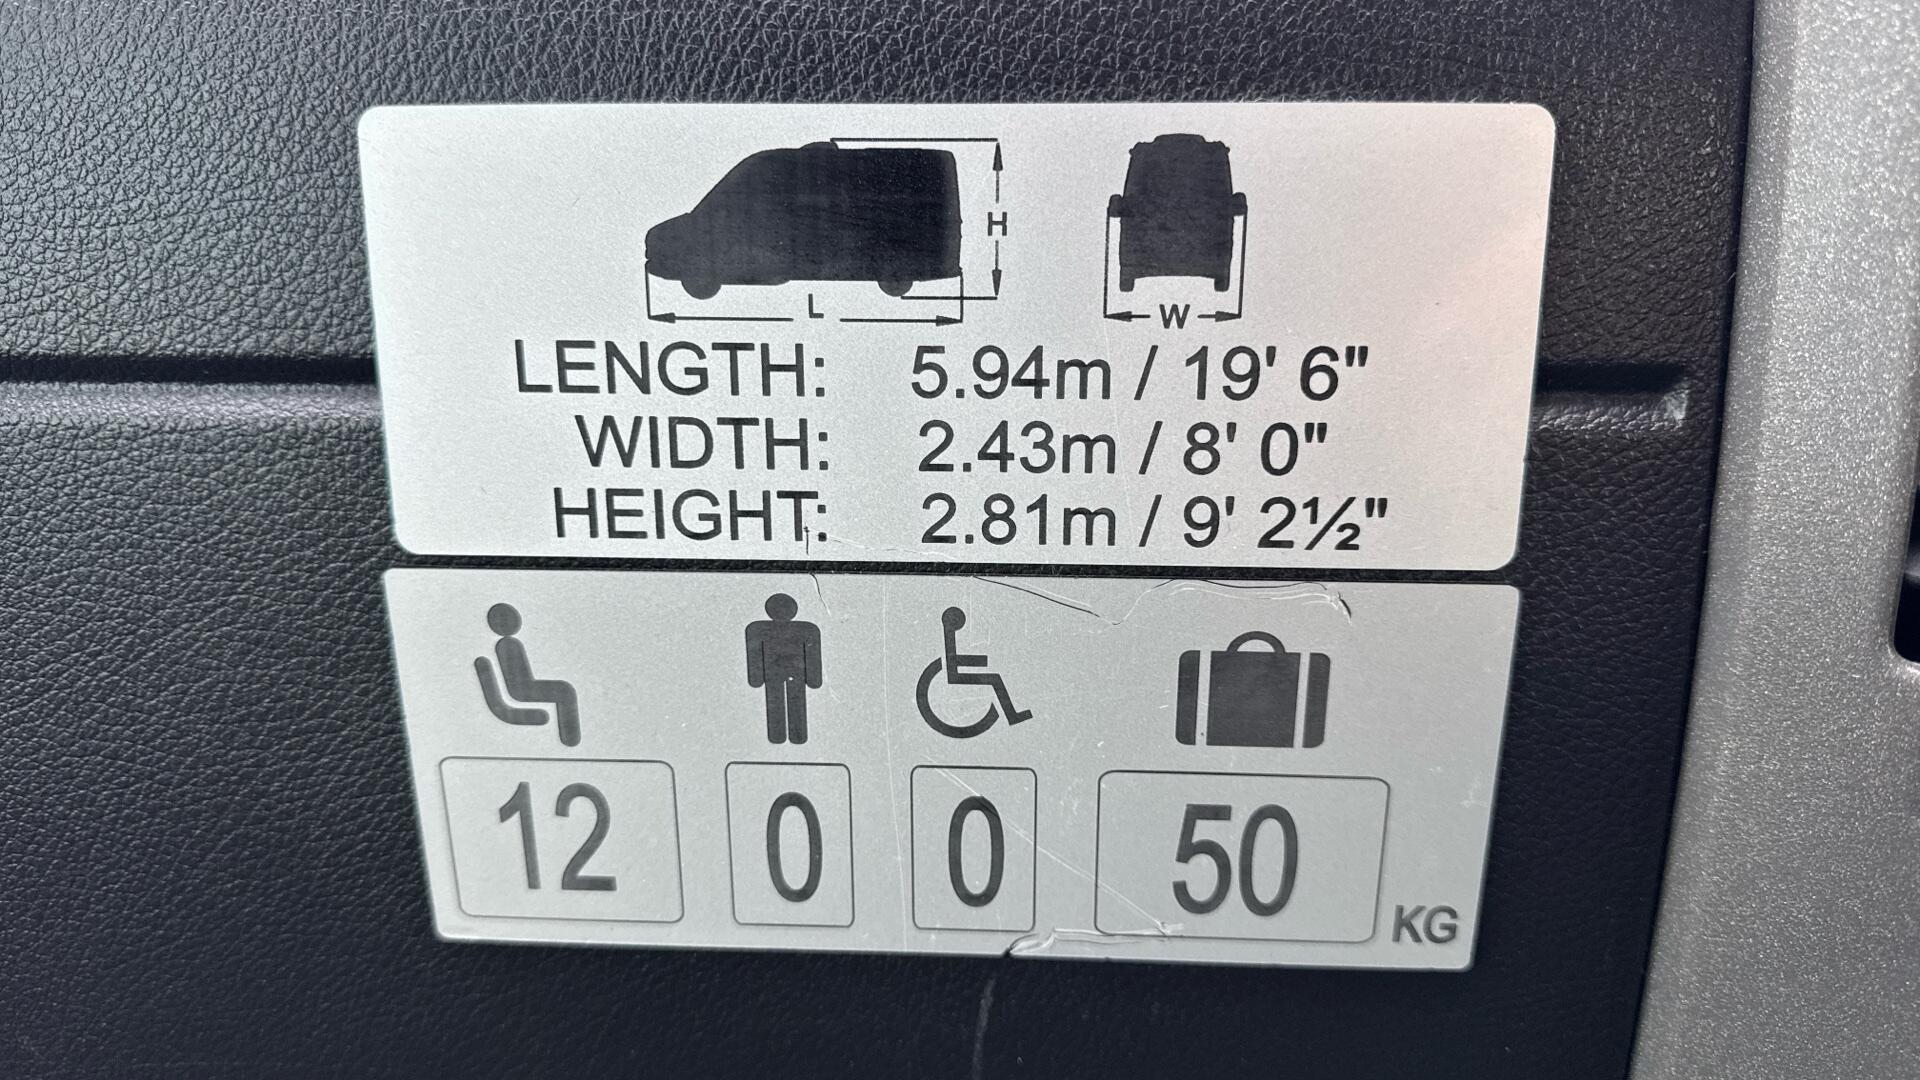 H
L
W
LENGTH: 5.94m / 19' 6"
WIDTH: 2.43m / 8' 0"
HEIGHT: 2.81m / 9' 2½"
12 0 0 50 KG